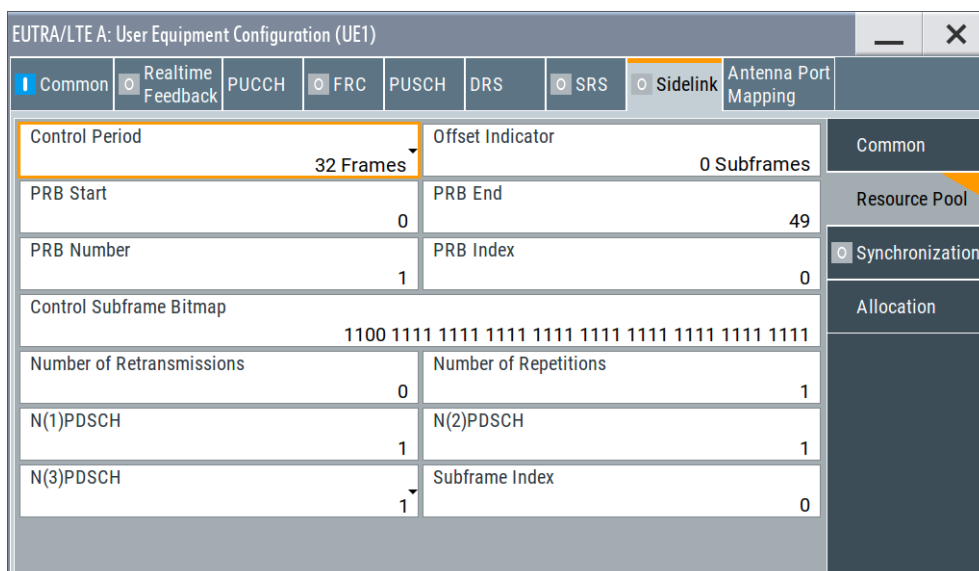 EUTRA/LTE A: User Equipment Configuration (UE1)
Common
Realtime
Feedback
PUCCH
FRC
PUSCH
DRS
SRS
Sidelink
Antenna Port
Mapping
Control Period
32 Frames
Offset Indicator
0 Subframes
PRB Start
0
PRB End
49
PRB Number
1
PRB Index
0
Control Subframe Bitmap
1100 1111 1111 1111 1111 1111 1111 1111 1111 1111
Number of Retransmissions
0
Number of Repetitions
1
N(1)PDSCH
1
N(2)PDSCH
1
N(3)PDSCH
1
Subframe Index
0
Common
Resource Pool
Synchronization
Allocation